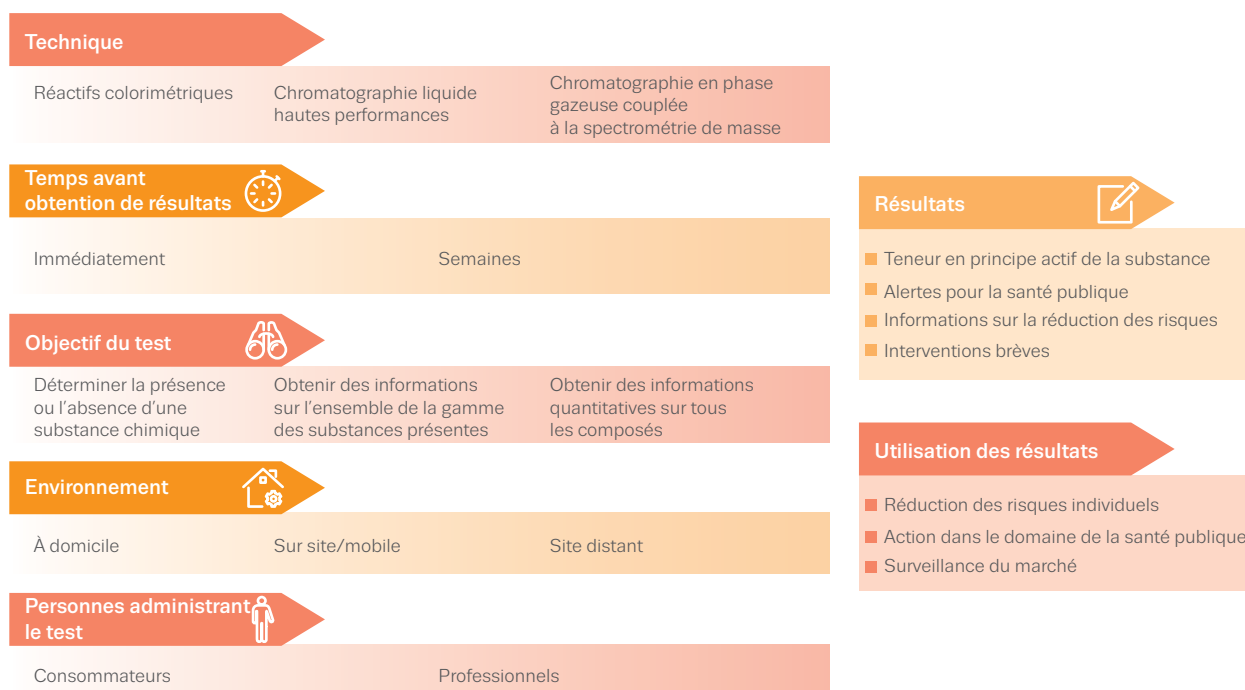 Technique
Réactifs colorimétriques
Chromatographie liquide
hautes performances
Chromatographie en phase
gazeuse couplée
à la spectrométrie de masse
Temps avant
obtention de résultats
Immédiatement
Semaines
Objectif du test
Déterminer la présence
ou l’absence d’une
substance chimique
Obtenir des informations
sur l’ensemble de la gamme
des substances présentes
Obtenir des informations
quantitatives sur tous
les composés
Environnement
À domicile
Sur site/mobile
Site distant
Personnes administrant
le test
Consommateurs
Professionnels
Résultats
Teneur en principe actif de la substance
Alertes pour la santé publique
Informations sur la réduction des risques
Interventions brèves
Utilisation des résultats
Réduction des risques individuels
Action dans le domaine de la santé publique
Surveillance du marché